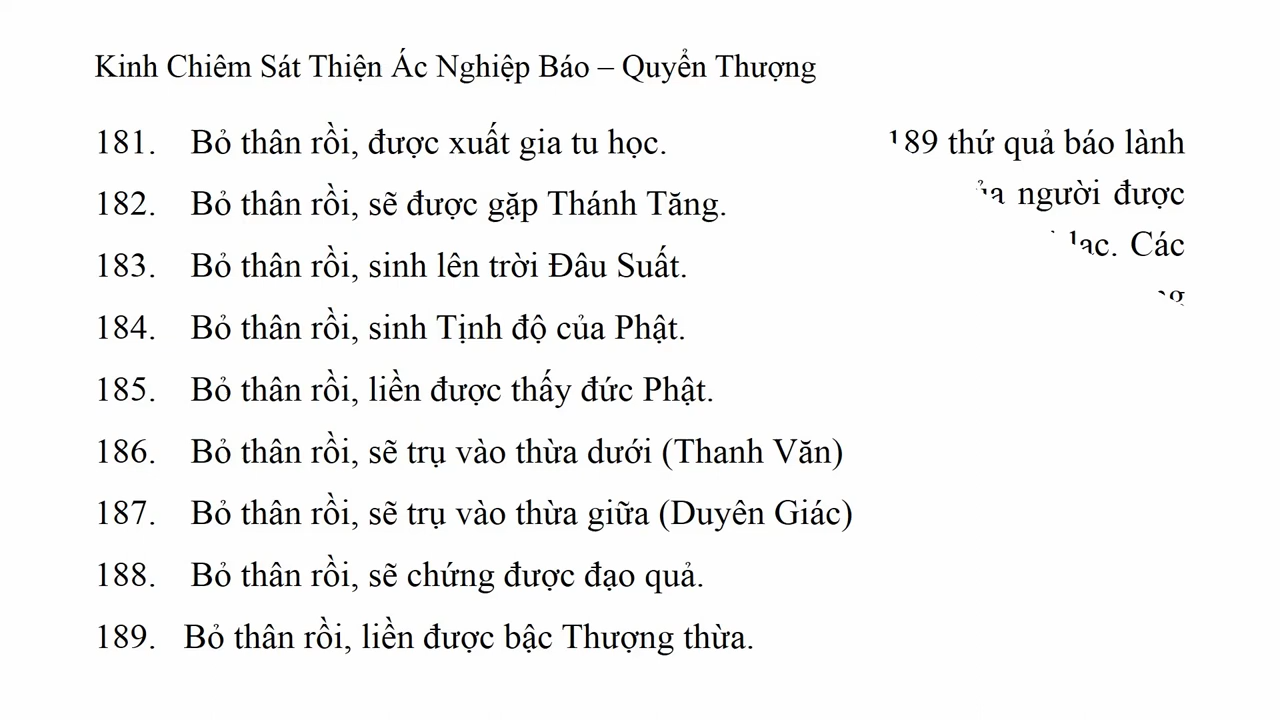 Kinh Chiêm Sát Thiện Ác Nghiệp Báo – Quyển Thượng
181. Bỏ thân rồi, được xuất gia tu học.
182. Bỏ thân rồi, sẽ được gặp Thánh Tăng.
183. Bỏ thân rồi, sinh lên trời Đâu Suất.
184. Bỏ thân rồi, sinh Tịnh độ của Phật.
185. Bỏ thân rồi, liền được thấy đức Phật.
186. Bỏ thân rồi, sẽ trụ vào thừa dưới (Thanh Văn)
187. Bỏ thân rồi, sẽ trụ vào thừa giữa (Duyên Giác)
188. Bỏ thân rồi, sẽ chứng được đạo quả.
189. Bỏ thân rồi, liền được bậc Thượng thừa.
189 thứ quả báo lành
người được
Các